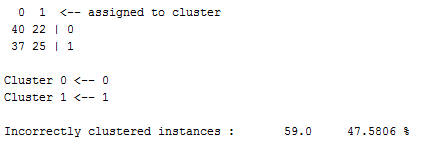 0 1 <-- assigned to cluster
40 22 | 0
37 25 | 1
Cluster 0 <-- 0
Cluster 1 <-- 1
Incorrectly clustered instances : 59.0 47.5806 %